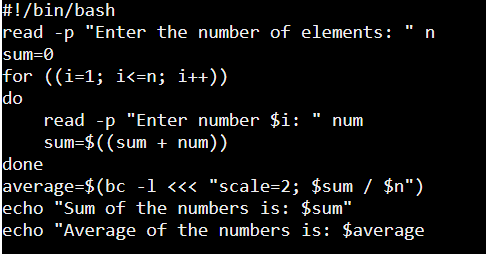 #!/bin/bash
read -p "Enter the number of elements: " n
sum=0
for ((i=1; i<=n; i++))
do
    read -p "Enter number $i: " num
    sum=$((sum + num))
done
average=$(bc -l <<< "scale=2; $sum / $n")
echo "Sum of the numbers is: $sum"
echo "Average of the numbers is: $average